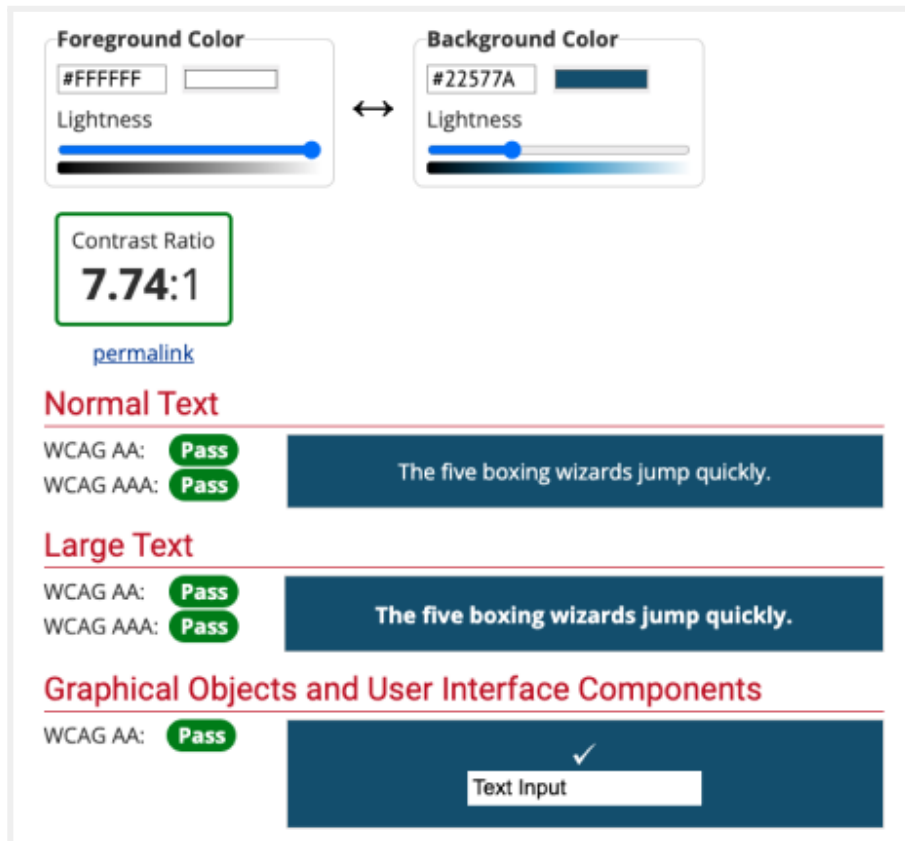 Foreground Color
#FFFFFF
Lightness
Background Color
#22577A
Lightness
Contrast Ratio
7.74:1
permalink
Normal Text
WCAG AA: Pass
WCAG AAA: Pass
The five boxing wizards jump quickly.
Large Text
WCAG AA: Pass
WCAG AAA: Pass
The five boxing wizards jump quickly.
Graphical Objects and User Interface Components
WCAG AA: Pass
✓
Text Input